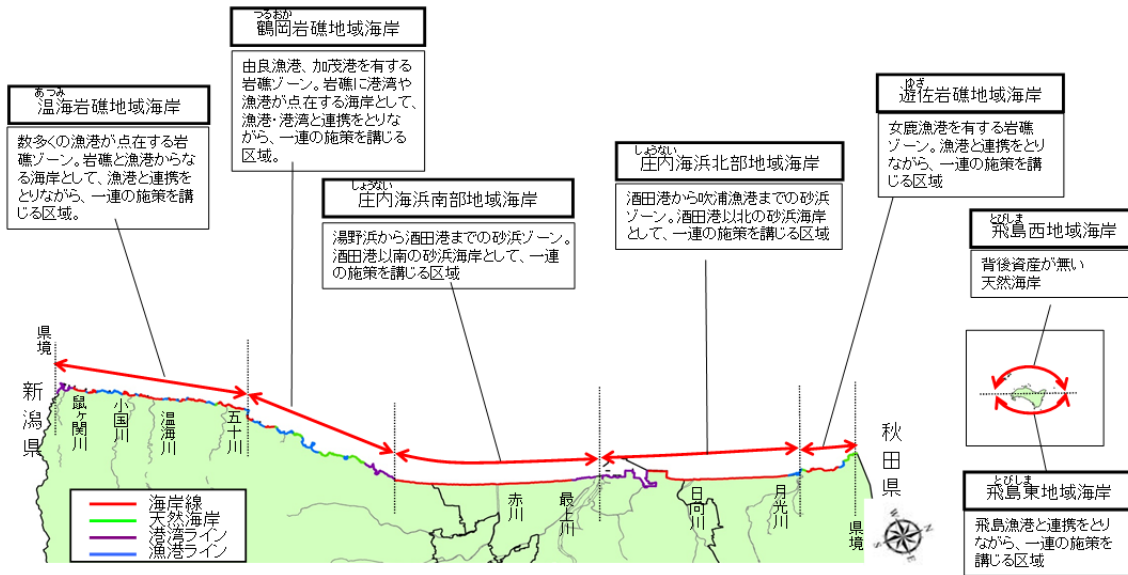 あつみ
温海岩礁地域海岸
数多くの漁港が点在する岩
礁ゾーン。岩礁と漁港からな
る海岸として、漁港と連携を
とりながら、一連の施策を講
じる区域。
つるおか
鶴岡岩礁地域海岸
由良漁港、加茂港を有する
岩礁ゾーン。岩礁に港湾や
漁港が点在する海岸として、
漁港・港湾と連携をとりな
がら、一連の施策を講じる
区域。
しょうない
庄内海浜南部地域海岸
湯野浜から酒田港までの砂浜ゾーン。
酒田港以南の砂浜海岸として、一連
の施策を講じる区域
しょうない
庄内海浜北部地域海岸
酒田港から吹浦漁港までの砂浜
ゾーン。酒田港以北の砂浜海岸
として、一連の施策を講じる区域
ゆざ
遊佐岩礁地域海岸
女鹿漁港を有する岩礁
ゾーン。漁港と連携をとり
ながら、一連の施策を講
じる区域
とびしま
飛島西地域海岸
背後資産が無い
天然海岸
とびしま
飛島東地域海岸
飛島漁港と連携をとり
ながら、一連の施策を
講じる区域
県境
新潟県
鼠ヶ関川
小国川
温海川
五十川
赤川
最上川
日向川
月光川
県境
秋田県
海岸線
天然海岸
港湾ライン
漁港ライン
N
E
S
W